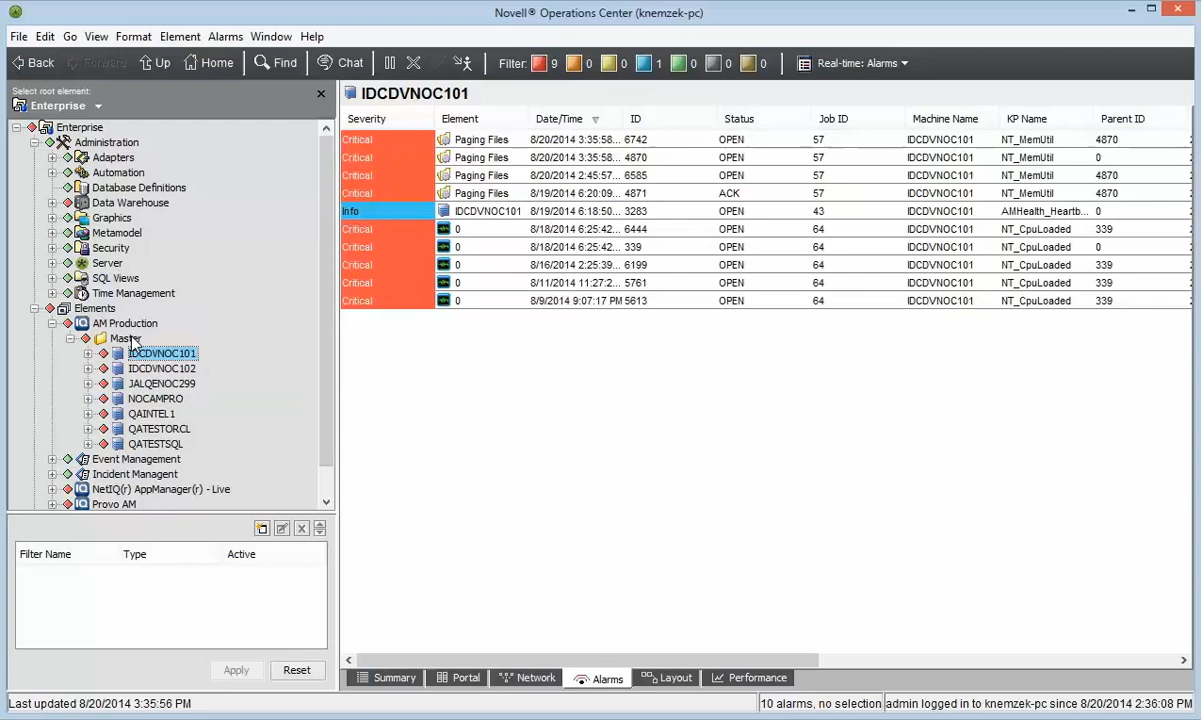 Novell® Operations Center (knemzek-pc)
File Edit Go View Format Element Alarms Window Help
Back Forward Up Home Find Chat Filter: 9 0 0 1 0 0 0 Real-time: Alarms
Select root element:
Enterprise
Enterprise
Administration
Adapters
Automation
Database Definitions
Data Warehouse
Graphics
Metamodel
Security
Server
SQL Views
Time Management
Elements
AM Production
Master
IDCDVNOC101
IDCDVNOC102
JALQENOC299
NOCAMPRO
QAINTEL1
QATESTORCL
QATESTSQL
Event Management
Incident Managent
NetIQ(r) AppManager(r) - Live
Provo AM
Filter Name Type Active
Apply Reset
IDCDVNOC101
Severity Element Date/Time ID Status Job ID Machine Name KP Name Parent ID
Critical Paging Files 8/20/2014 3:35:58... 6742 OPEN 57 IDCDVNOC101 NT_MemUtil 4870
Critical Paging Files 8/20/2014 3:35:58... 4870 OPEN 57 IDCDVNOC101 NT_MemUtil 0
Critical Paging Files 8/20/2014 2:45:57... 6585 OPEN 57 IDCDVNOC101 NT_MemUtil 4870
Critical Paging Files 8/19/2014 6:20:09... 4871 ACK 57 IDCDVNOC101 NT_MemUtil 4870
Info IDCDVNOC101 8/19/2014 6:18:50... 3283 OPEN 43 IDCDVNOC101 AMHealth_Heartb... 0
Critical 0 8/18/2014 6:25:42... 6444 OPEN 64 IDCDVNOC101 NT_CpuLoaded 339
Critical 0 8/18/2014 6:25:42... 339 OPEN 64 IDCDVNOC101 NT_CpuLoaded 0
Critical 0 8/16/2014 2:25:39... 6199 OPEN 64 IDCDVNOC101 NT_CpuLoaded 339
Critical 0 8/11/2014 11:27:2... 5761 OPEN 64 IDCDVNOC101 NT_CpuLoaded 339
Critical 0 8/9/2014 9:07:17 PM 5613 OPEN 64 IDCDVNOC101 NT_CpuLoaded 339
Summary Portal Network Alarms Layout Performance
Last updated 8/20/2014 3:35:56 PM 10 alarms, no selection admin logged in to knemzek-pc since 8/20/2014 2:36:08 PM